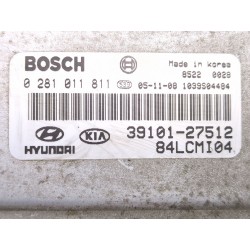 BOSCH
Made in Korea
8522 0028
0 281 011 811 05-11-08 1039S04484
HYUNDAI KIA 39101-27512
84LCMI04